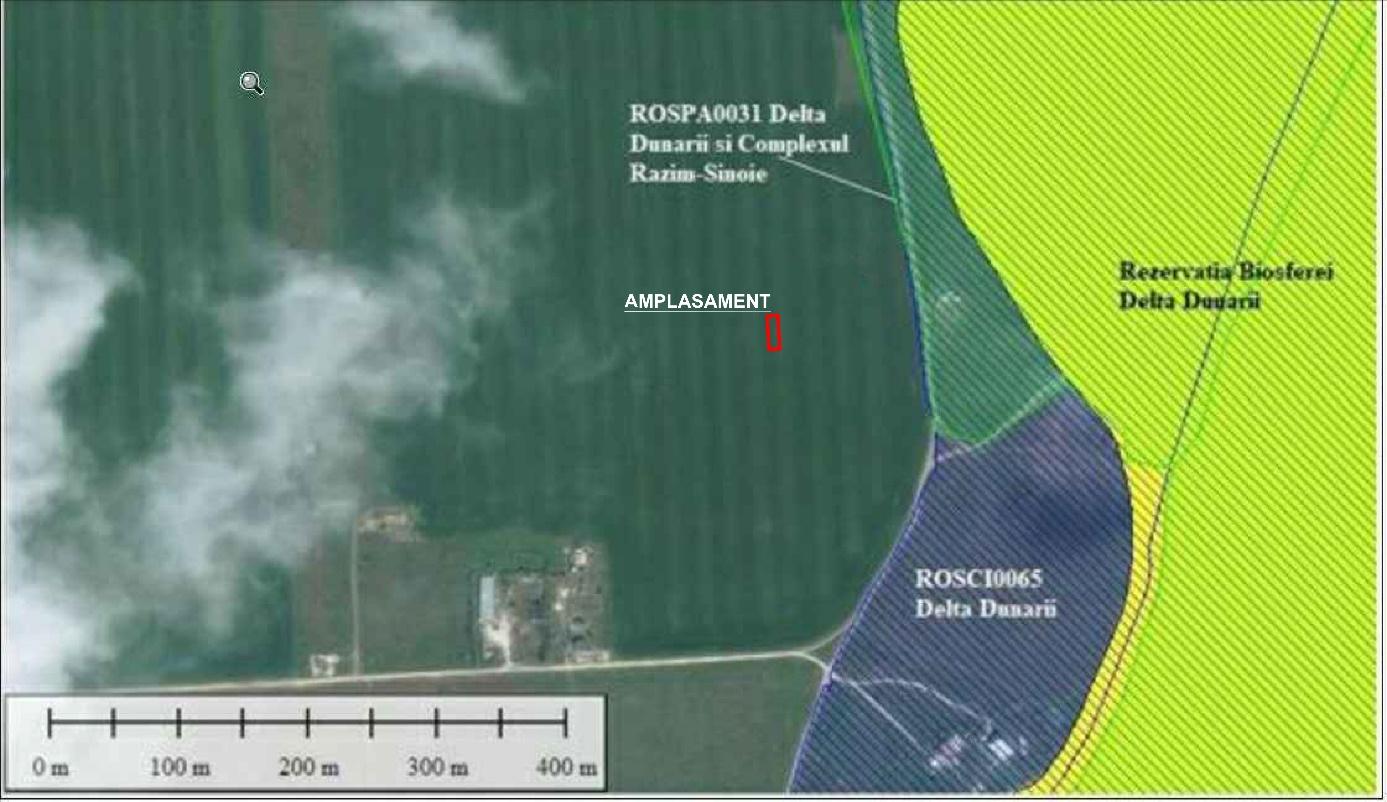 ROSPA0031 Delta
Dunarii si Complexul
Razim-Sinoie
Rezervatia Biosferei
Delta Dunarii
AMPLASAMENT
ROSCI0065
Delta Dunarii
0 m 100 m 200 m 300 m 400 m